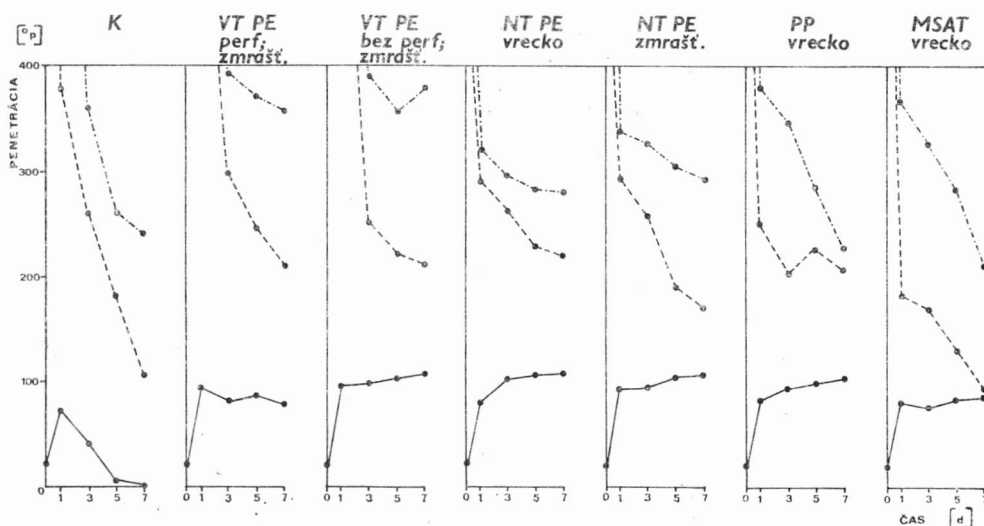 [°p]
K
VT PE
perf;
zmrašť.
VT PE
bez perf;
zmrašť.
NT PE
vrecko
NT PE
zmrašť.
PP
vrecko
MSAT
vrecko
PENETRÁCIA
400
300
200
100
0
0 1 3 5 7
0 1 3 5 7
0 1 3 5 7
0 1 3 5 7
0 1 3 5 7
0 1 3 5 7
0 1 3 5 7
ČAS [d]